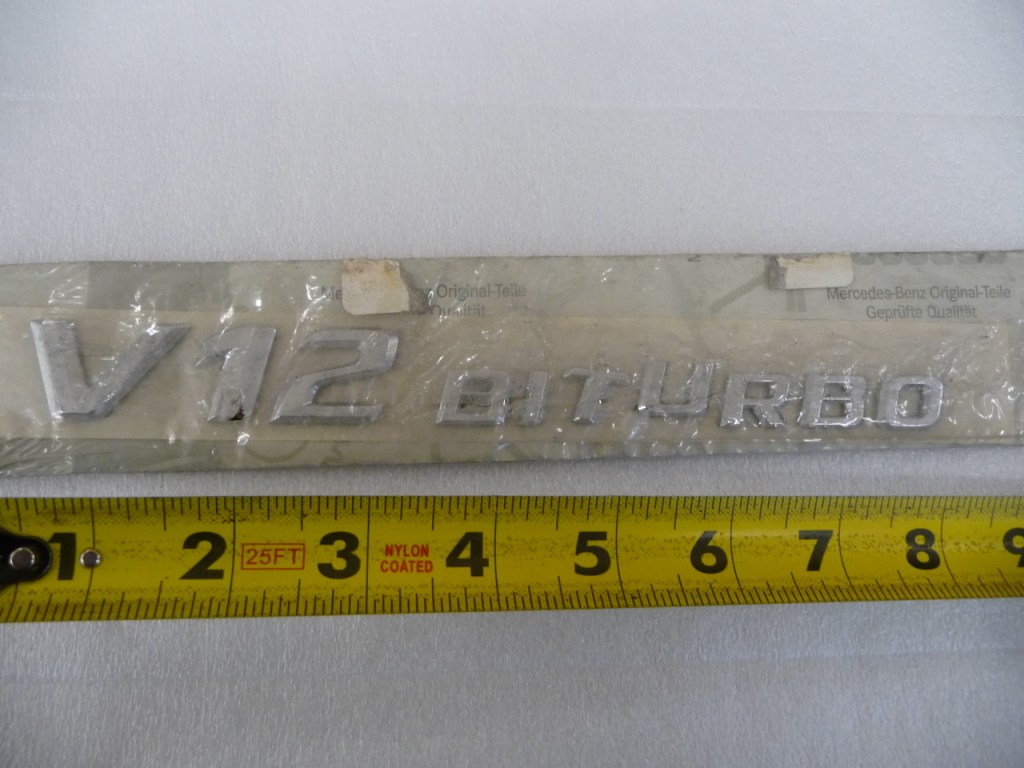 Original-Teile
Qualität
Mercedes-Benz Original-Teile
Geprüfte Qualität
V12 BITURBO
1 2 25FT 3 NYLON COATED 4 5 6 7 8 9